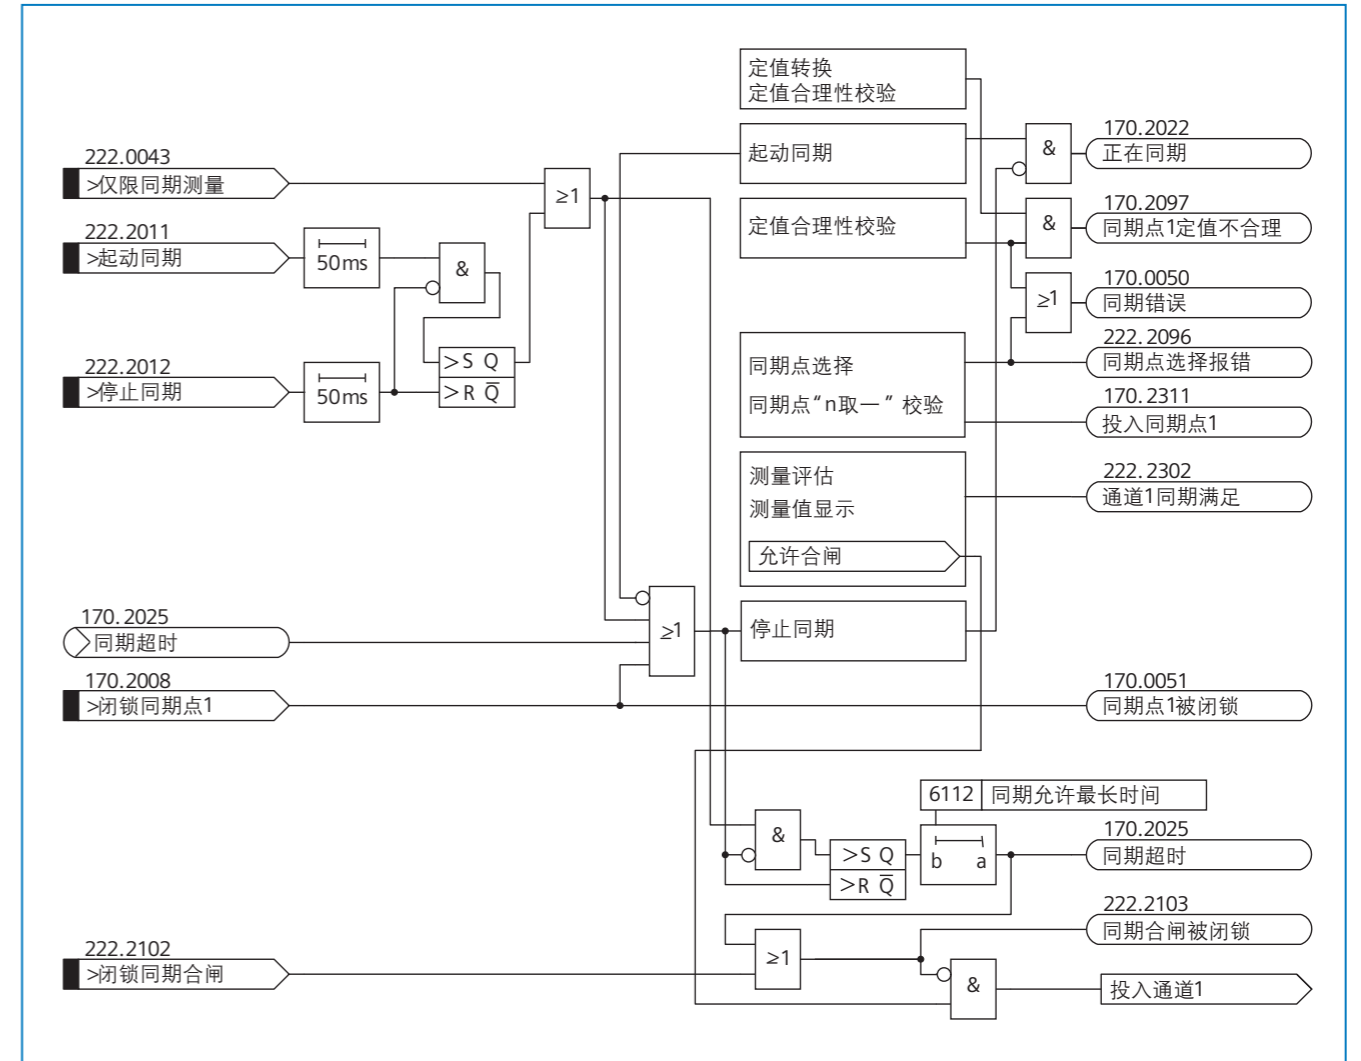 定值转换
定值合理性校验
170.2022
222.0043
起动同期
&
正在同期
>仅限同期测量
≥1
170.2097
222.2011
定值合理性校验
&
同期点1定值不合理
>起动同期
50ms
&
170.0050
≥1
同期错误
222.2096
222.2012
>S Q
同期点选择
同期点选择报错
>停止同期
50ms
>R Q̅
同期点“n取一” 校验
170.2311
投入同期点1
测量评估
222.2302
测量值显示
通道1同期满足
允许合闸
170.2025
≥1
停止同期
同期超时
170.2008
170.0051
>闭锁同期点1
同期点1被闭锁
6112 同期允许最长时间
&
170.2025
>S Q
b a
同期超时
>R Q̅
222.2103
222.2102
同期合闸被闭锁
>闭锁同期合闸
≥1
&
投入通道1